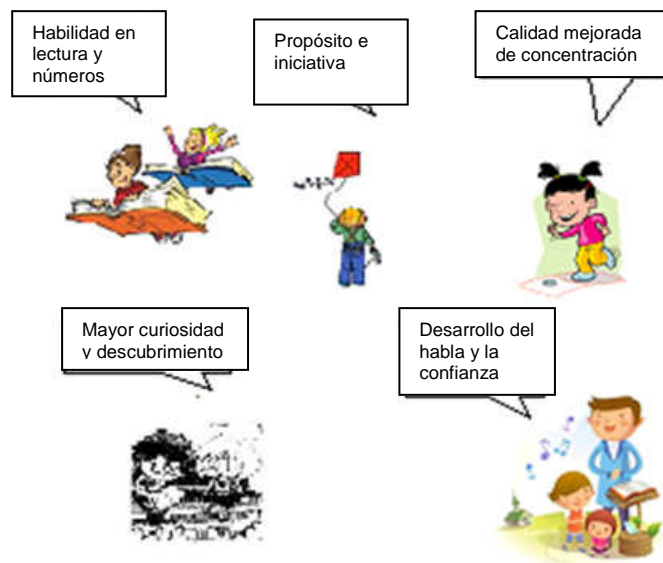 Habilidad en
lectura y
números
Propósito e
iniciativa
Calidad mejorada
de concentración
Mayor curiosidad
y descubrimiento
Desarrollo del
habla y la
confianza